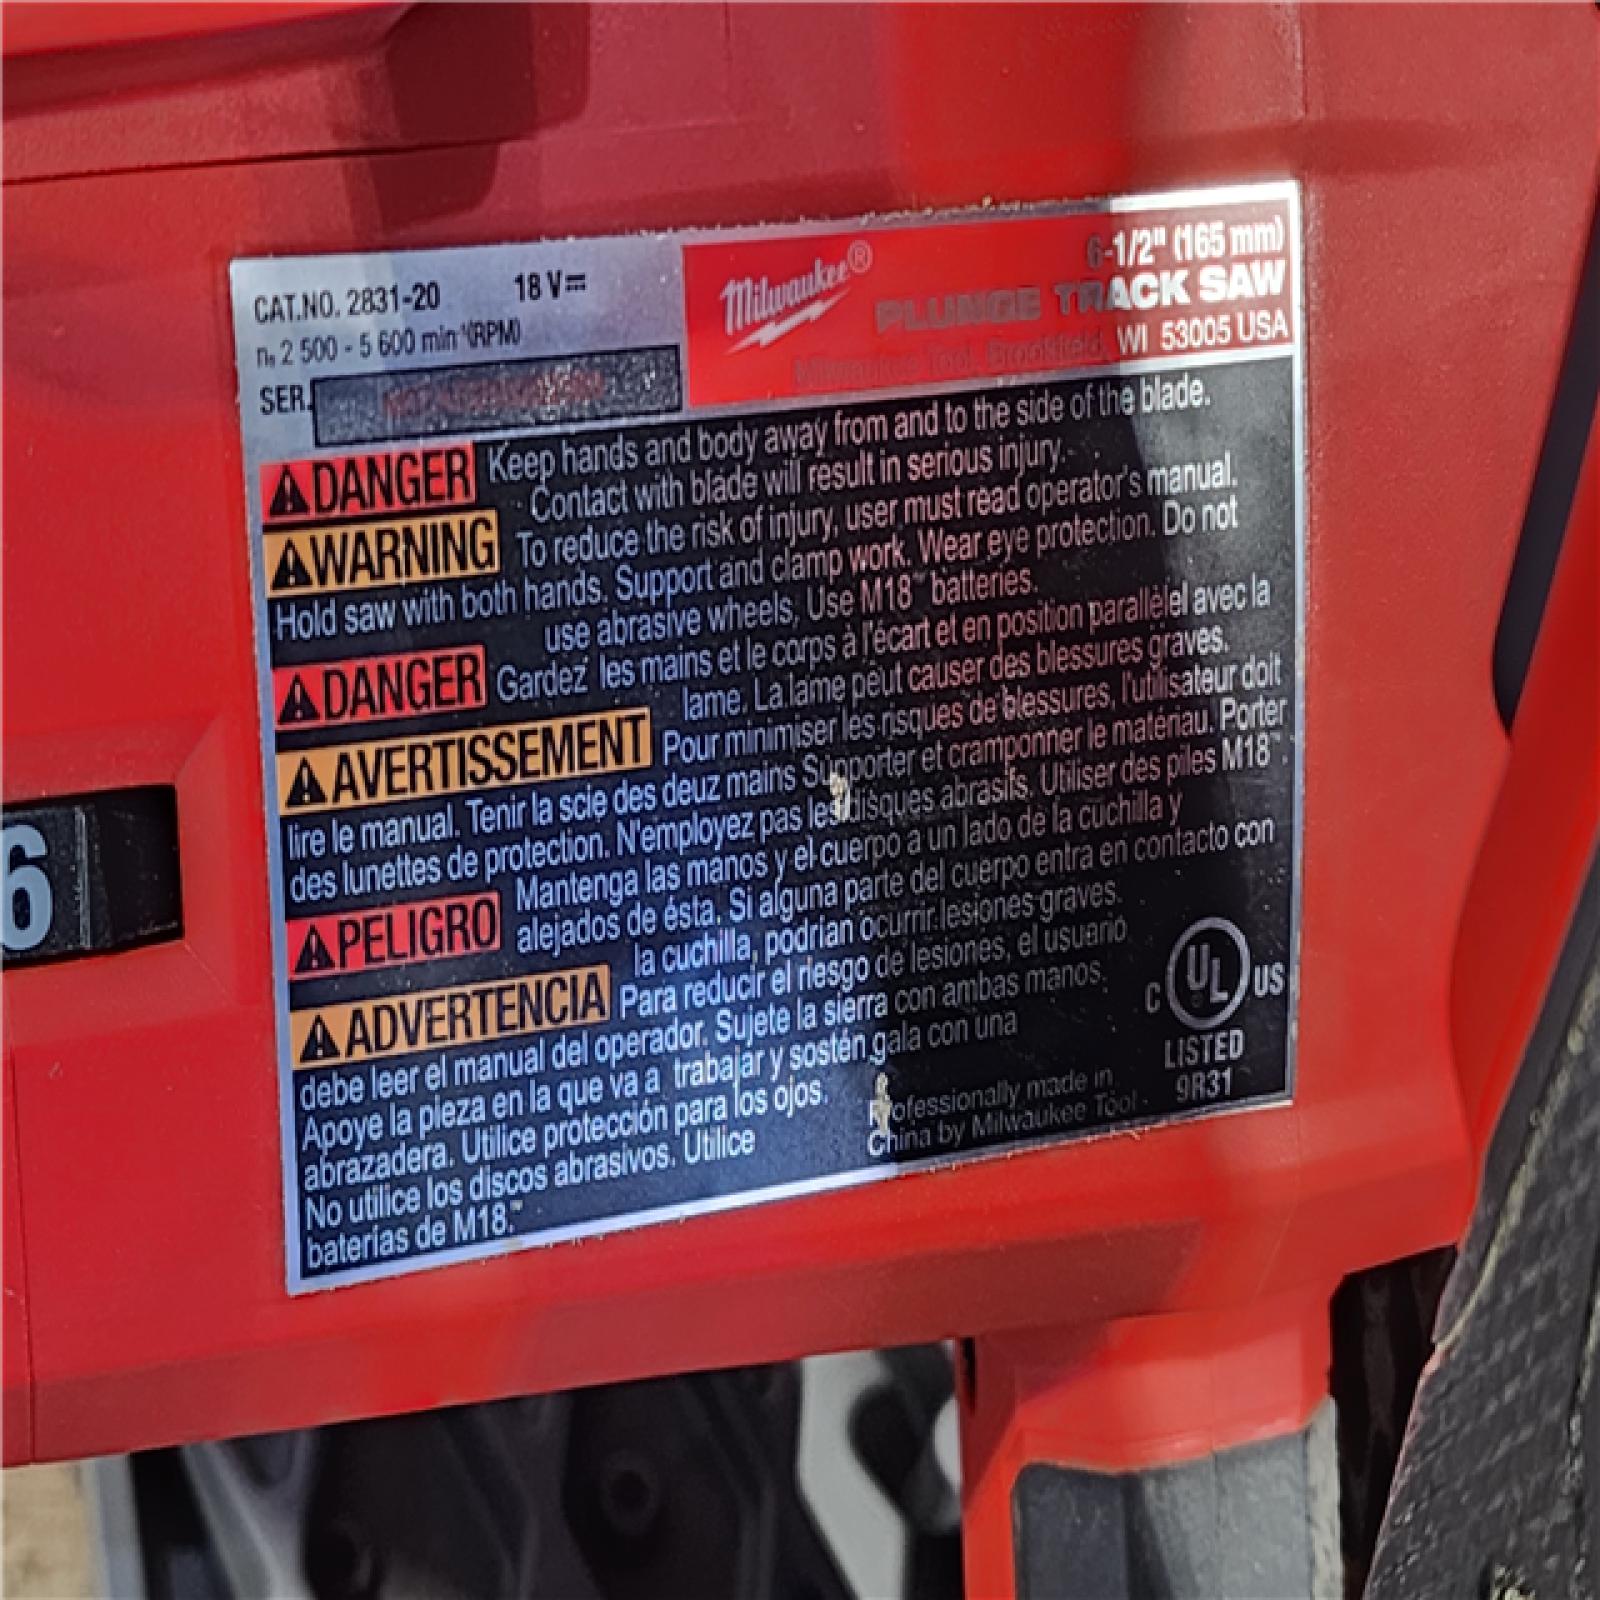 CAT.NO. 2831-20 18 V⎓
n₀ 2 500 - 5 600 min⁻¹(RPM)
SER.
Milwaukee®
6-1/2" (165 mm)
PLUNGE TRACK SAW
Milwaukee Tool, Brookfield, WI 53005 USA
⚠DANGER Keep hands and body away from and to the side of the blade.
Contact with blade will result in serious injury.
⚠WARNING To reduce the risk of injury, user must read operator's manual.
Hold saw with both hands. Support and clamp work. Wear eye protection. Do not
use abrasive wheels, Use M18™ batteries.
⚠DANGER Gardez les mains et le corps à l'écart et en position parallèlel avec la
lame. La lame peut causer des blessures graves.
⚠AVERTISSEMENT Pour minimiser les risques de blessures, l'utilisateur doit
lire le manual. Tenir la scie des deuz mains Supporter et cramponner le matériau. Porter
des lunettes de protection. N'employez pas les disques abrasifs. Utiliser des piles M18™.
⚠PELIGRO Mantenga las manos y el cuerpo a un lado de la cuchilla y
alejados de ésta. Si alguna parte del cuerpo entra en contacto con
la cuchilla, podrían ocurrir lesiones graves.
⚠ADVERTENCIA Para reducir el riesgo de lesiones, el usuario
debe leer el manual del operador. Sujete la sierra con ambas manos.
Apoye la pieza en la que va a trabajar y sostén gala con una
abrazadera. Utilice protección para los ojos.
No utilice los discos abrasivos. Utilice
baterías de M18.™
Professionally made in
China by Milwaukee Tool
C UL US
LISTED
9R31
6